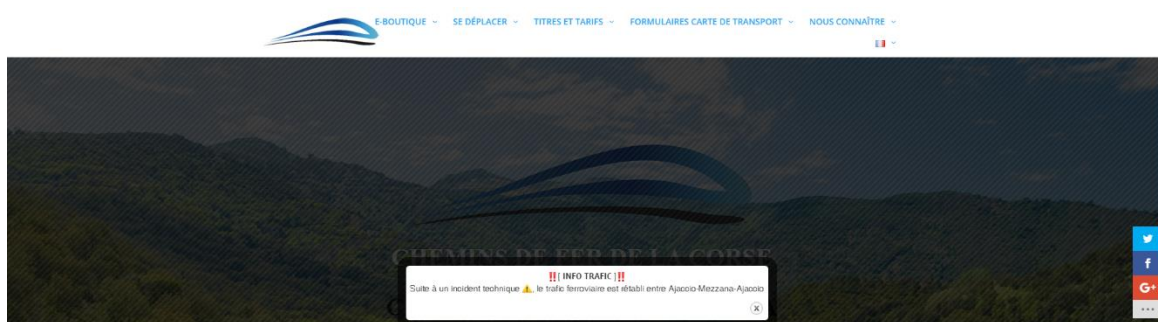 E-BOUTIQUE SE DÉPLACER TITRES ET TARIFS FORMULAIRES CARTE DE TRANSPORT NOUS CONNAÎTRE
CHEMINS DE FER DE LA CORSE
‼️[ INFO TRAFIC ]‼️
Suite à un incident technique ⚠️, le trafic ferroviaire est rétabli entre Ajaccio-Mezzana-Ajaccio